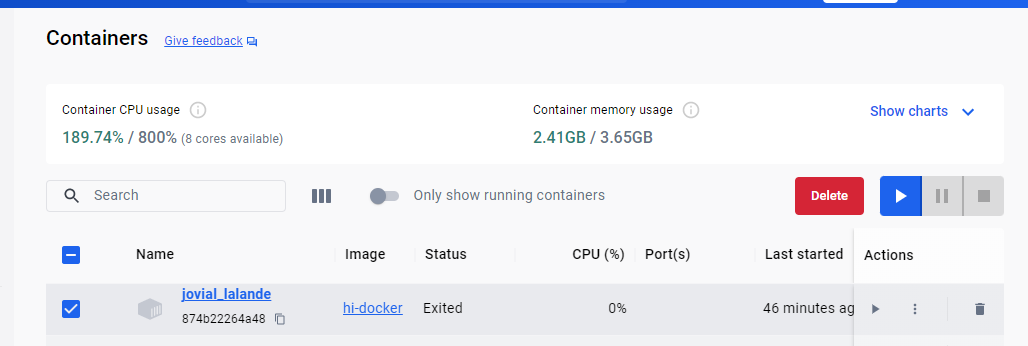 Containers Give feedback
Container CPU usage
189.74% / 800% (8 cores available)
Container memory usage
2.41GB / 3.65GB
Show charts
Search
Only show running containers
Delete
Name Image Status CPU (%) Port(s) Last started Actions
jovial_lalande
874b22264a48
hi-docker Exited 0% 46 minutes ag